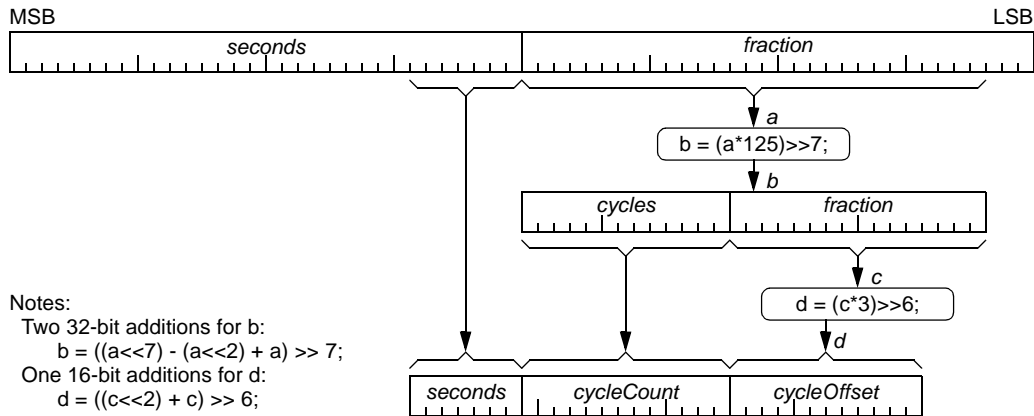 MSB LSB
seconds fraction
a
b = (a*125)>>7;
b
cycles fraction
c
d = (c*3)>>6;
d
Notes:
Two 32-bit additions for b:
b = ((a<<7) - (a<<2) + a) >> 7;
One 16-bit additions for d:
d = ((c<<2) + c) >> 6;
seconds cycleCount cycleOffset